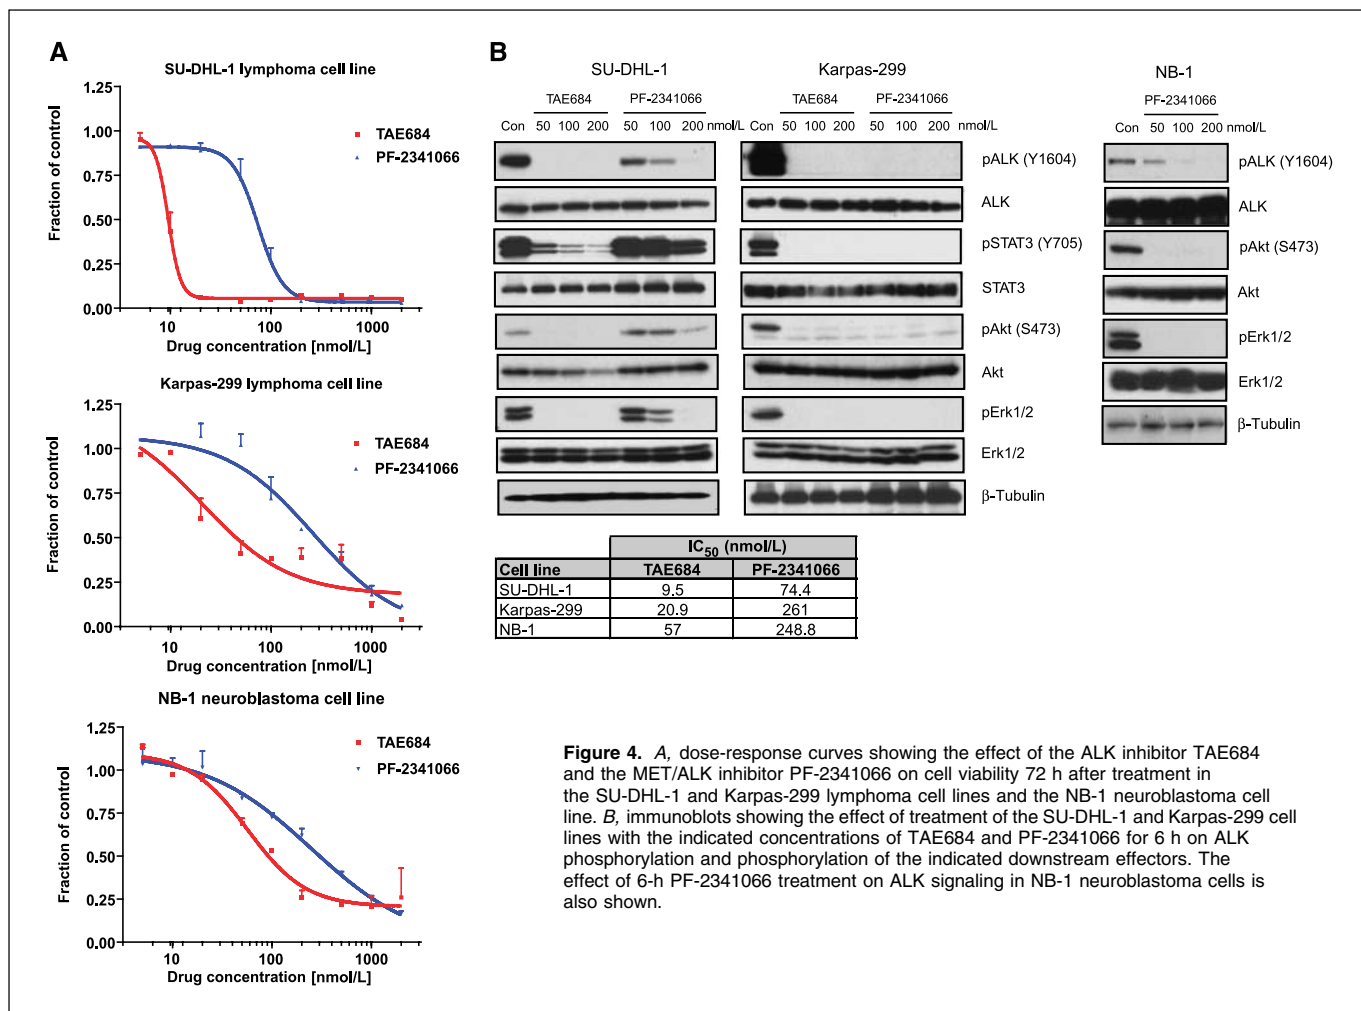 A
SU-DHL-1 lymphoma cell line
1.25
1.00
0.75
0.50
0.25
0.00
Fraction of control
TAE684
PF-2341066
10 100 1000
Drug concentration [nmol/L]
Karpas-299 lymphoma cell line
1.25
1.00
0.75
0.50
0.25
0.00
Fraction of control
TAE684
PF-2341066
10 100 1000
Drug concentration [nmol/L]
NB-1 neuroblastoma cell line
1.25
1.00
0.75
0.50
0.25
0.00
Fraction of control
TAE684
PF-2341066
10 100 1000
Drug concentration [nmol/L]
B
SU-DHL-1
TAE684 PF-2341066
Con 50 100 200 50 100 200 nmol/L
Karpas-299
TAE684 PF-2341066
Con 50 100 200 50 100 200 nmol/L
pALK (Y1604)
ALK
pSTAT3 (Y705)
STAT3
pAkt (S473)
Akt
pErk1/2
Erk1/2
β-Tubulin
NB-1
PF-2341066
Con 50 100 200 nmol/L
pALK (Y1604)
ALK
pAkt (S473)
Akt
pErk1/2
Erk1/2
β-Tubulin
IC50 (nmol/L)
Cell line TAE684 PF-2341066
SU-DHL-1 9.5 74.4
Karpas-299 20.9 261
NB-1 57 248.8
Figure 4. A, dose-response curves showing the effect of the ALK inhibitor TAE684
and the MET/ALK inhibitor PF-2341066 on cell viability 72 h after treatment in
the SU-DHL-1 and Karpas-299 lymphoma cell lines and the NB-1 neuroblastoma cell
line. B, immunoblots showing the effect of treatment of the SU-DHL-1 and Karpas-299 cell
lines with the indicated concentrations of TAE684 and PF-2341066 for 6 h on ALK
phosphorylation and phosphorylation of the indicated downstream effectors. The
effect of 6-h PF-2341066 treatment on ALK signaling in NB-1 neuroblastoma cells is
also shown.